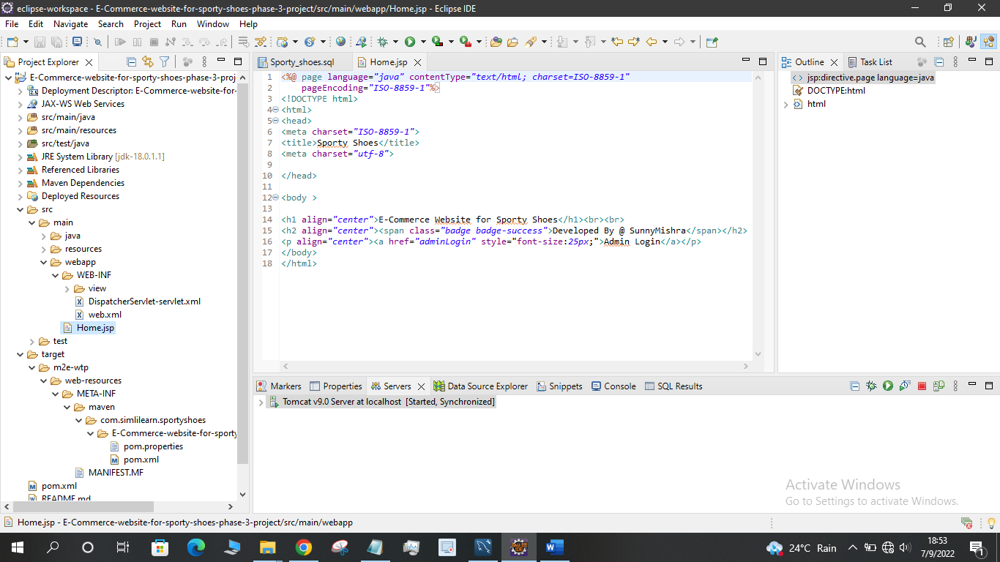 eclipse-workspace - E-Commerce-website-for-sporty-shoes-phase-3-project/src/main/webapp/Home.jsp - Eclipse IDE
File Edit Navigate Search Project Run Window Help
Project Explorer
E-Commerce-website-for-sporty-shoes-phase-3-proj
Deployment Descriptor: E-Commerce-website-for-
JAX-WS Web Services
src/main/java
src/main/resources
src/test/java
JRE System Library [jdk-18.0.1.1]
Referenced Libraries
Maven Dependencies
Deployed Resources
src
main
java
resources
webapp
WEB-INF
view
DispatcherServlet-servlet.xml
web.xml
Home.jsp
test
target
m2e-wtp
web-resources
META-INF
maven
com.simlilearn.sportyshoes
E-Commerce-website-for-sporty
pom.properties
pom.xml
MANIFEST.MF
pom.xml
README.md
Sporty_shoes.sql Home.jsp
1 <%@ page language="java" contentType="text/html; charset=ISO-8859-1"
2 pageEncoding="ISO-8859-1"%>
3 <!DOCTYPE html>
4 <html>
5 <head>
6 <meta charset="ISO-8859-1">
7 <title>Sporty Shoes</title>
8 <meta charset="utf-8">
9
10 </head>
11
12 <body >
13
14 <h1 align="center">E-Commerce Website for Sporty Shoes</h1><br><br>
15 <h2 align="center"><span class="badge badge-success">Developed By @ SunnyMishra</span></h2>
16 <p align="center"><a href="adminLogin" style="font-size:25px;">Admin Login</a></p>
17 </body>
18 </html>
Outline Task List
jsp:directive.page language=java
DOCTYPE:html
html
Markers Properties Servers Data Source Explorer Snippets Console SQL Results
Tomcat v9.0 Server at localhost [Started, Synchronized]
Activate Windows
Go to Settings to activate Windows.
Home.jsp - E-Commerce-website-for-sporty-shoes-phase-3-project/src/main/webapp
24°C Rain
18:53
7/9/2022
1